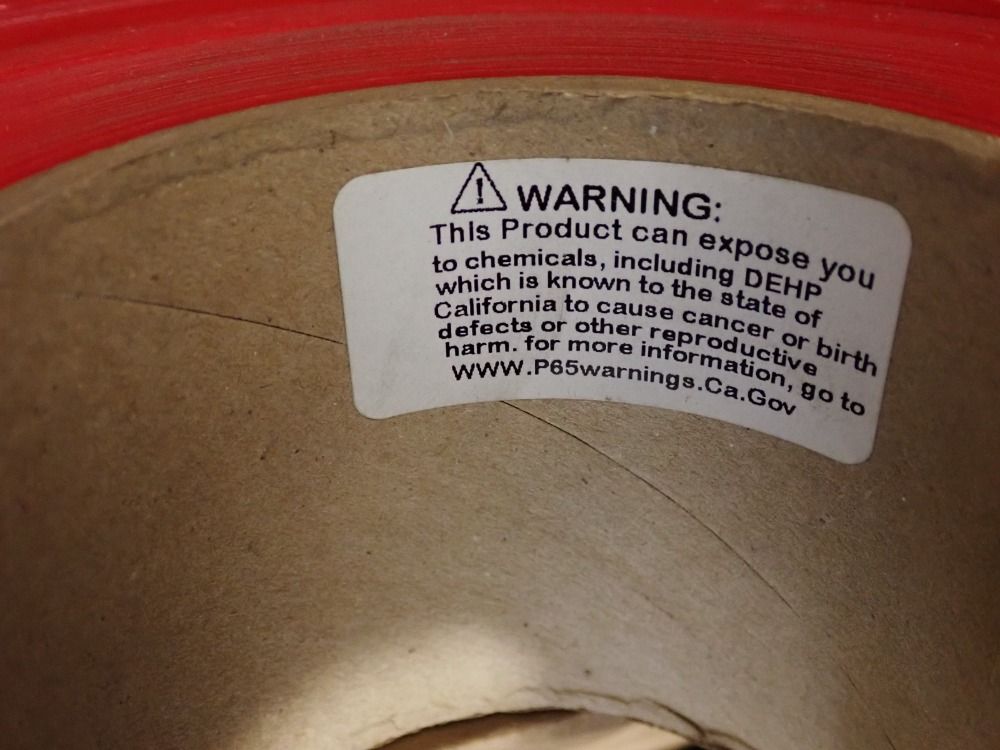 WARNING:
This Product can expose you
to chemicals, including DEHP
which is known to the state of
California to cause cancer or birth
defects or other reproductive
harm. for more information, go to
WWW.P65warnings.Ca.Gov